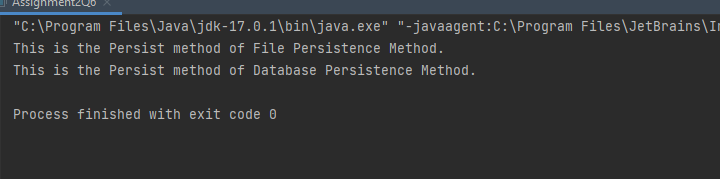 Assignment2Q6 ×
"C:\Program Files\Java\jdk-17.0.1\bin\java.exe" "-javaagent:C:\Program Files\JetBrains\
This is the Persist method of File Persistence Method.
This is the Persist method of Database Persistence Method.
Process finished with exit code 0